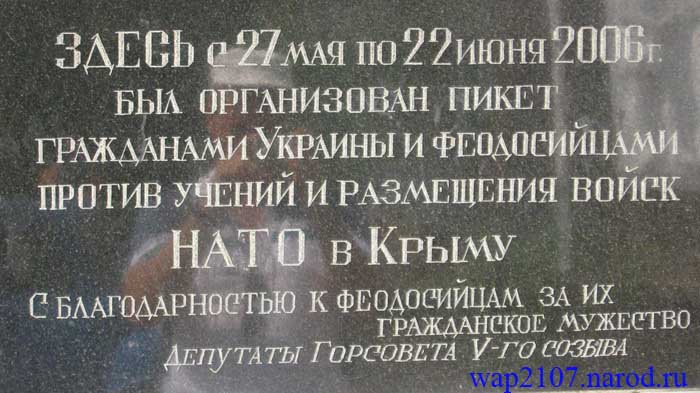 ЗДЕСЬ с 27 МАЯ ПО 22 ИЮНЯ 2006 г.
БЫЛ ОРГАНИЗОВАН ПИКЕТ
ГРАЖДАНАМИ УКРАИНЫ И ФЕОДОСИЙЦАМИ
ПРОТИВ УЧЕНИЙ И РАЗМЕЩЕНИЯ ВОЙСК
НАТО в КРЫМУ
С БЛАГОДАРНОСТЬЮ К ФЕОДОСИЙЦАМ ЗА ИХ
ГРАЖДАНСКОЕ МУЖЕСТВО
ДЕПУТАТЫ ГОРСОВЕТА V-ГО СОЗЫВА
wap2107.narod.ru